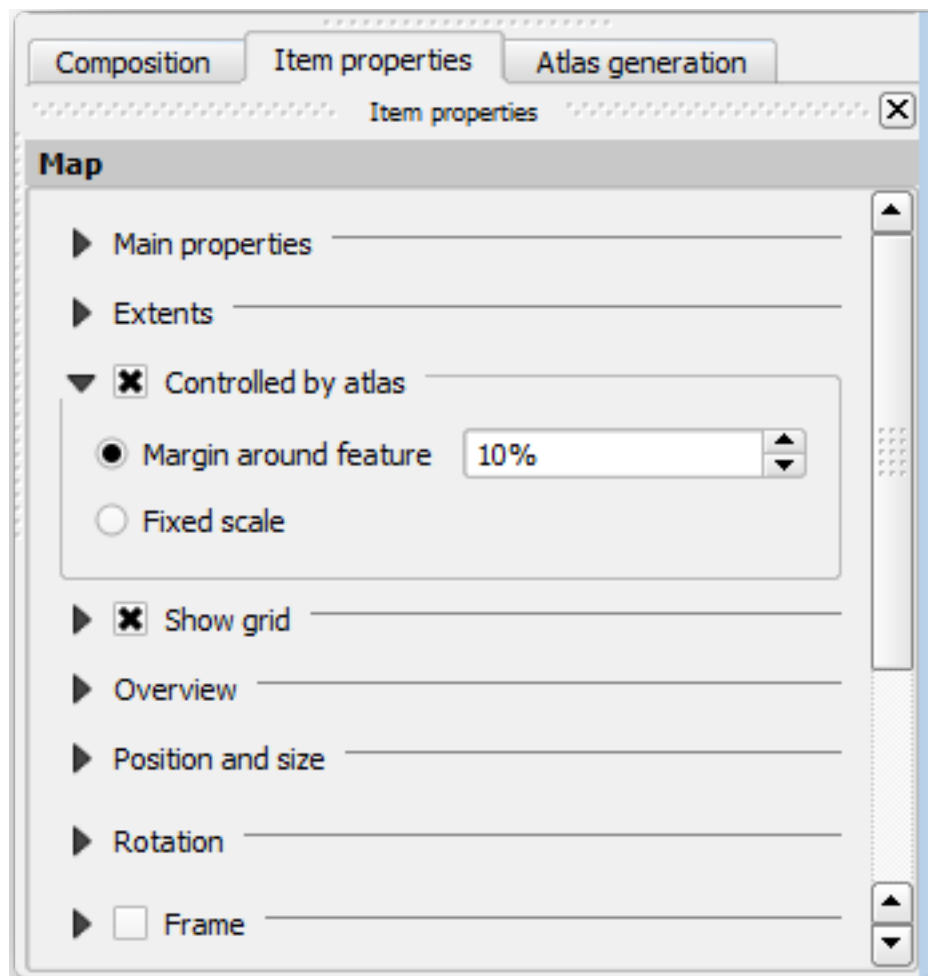 Composition Item properties Atlas generation
Item properties
Map
Main properties
Extents
Controlled by atlas
Margin around feature 10%
Fixed scale
Show grid
Overview
Position and size
Rotation
Frame